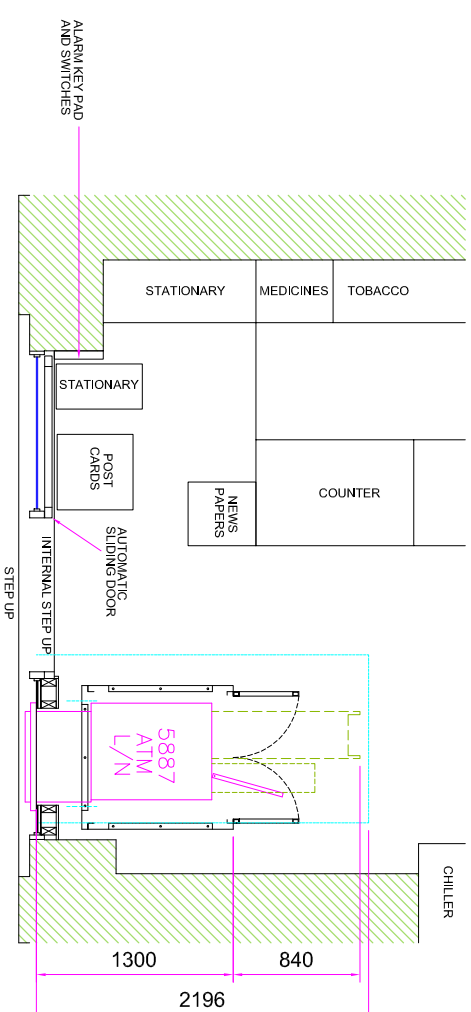 ALARM KEY PAD
AND SWITCHES
STATIONARY
MEDICINES
TOBACCO
STATIONARY
POST
CARDS
NEWS
PAPERS
COUNTER
AUTOMATIC
SLIDING DOOR
INTERNAL STEP UP
STEP UP
5887
ATM
L/N
CHILLER
1300
840
2196